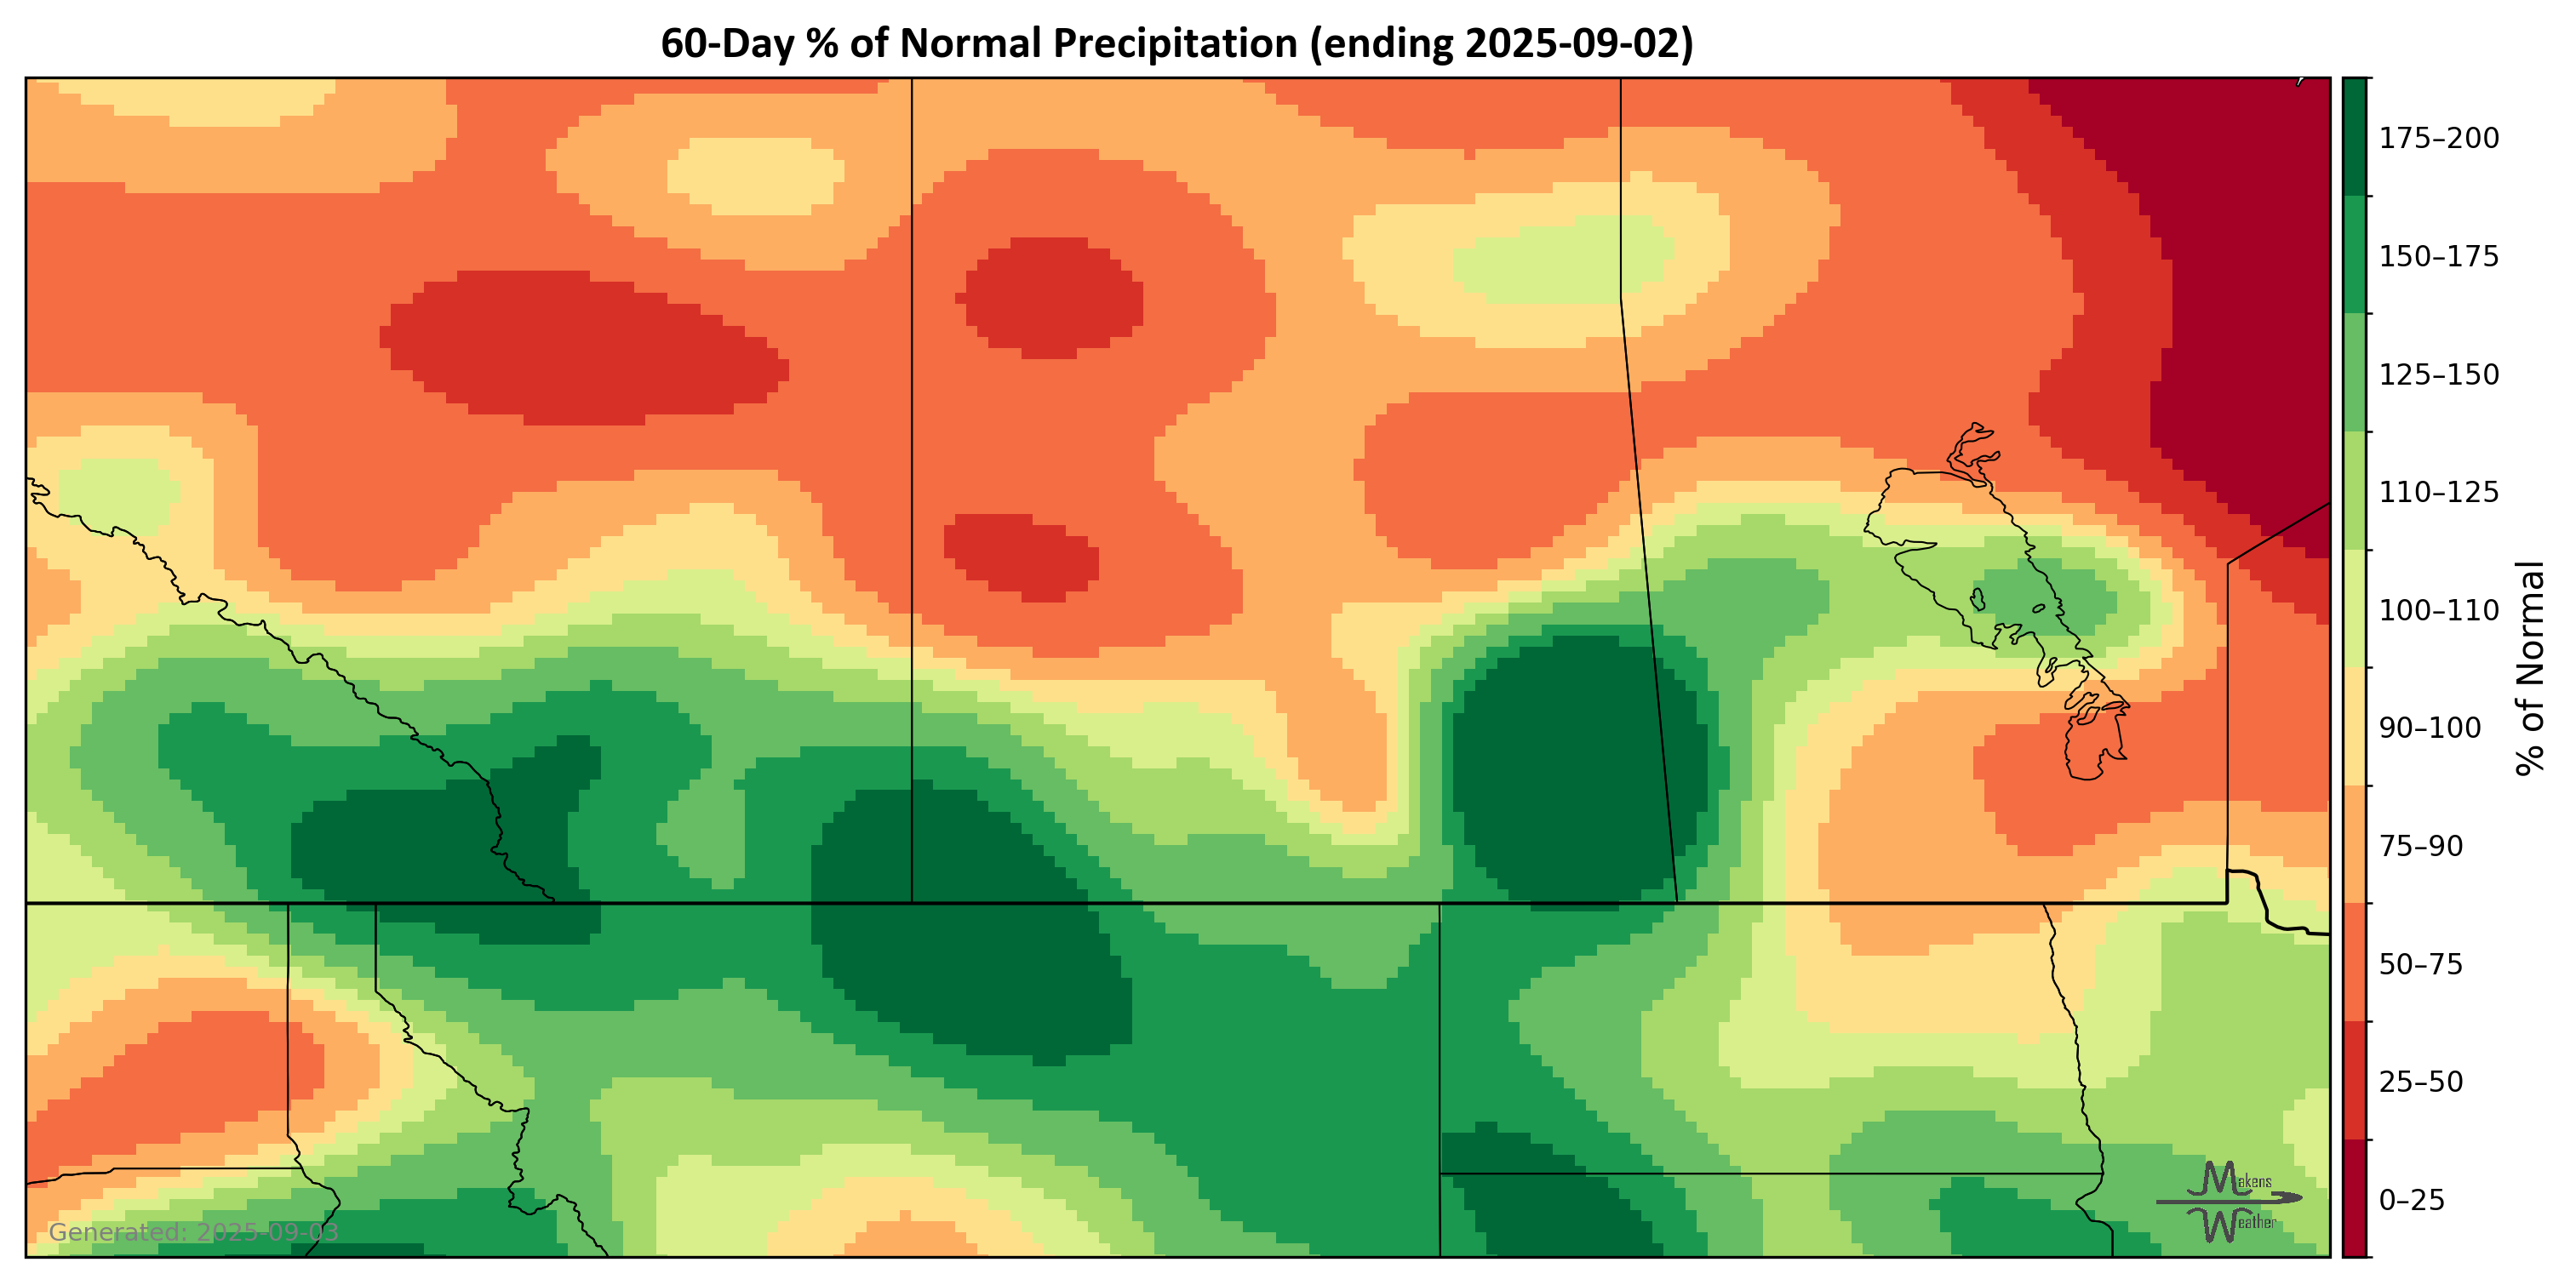 60-Day % of Normal Precipitation (ending 2025-09-02)
175–200
150–175
125–150
110–125
100–110
90–100
75–90
50–75
25–50
0–25
% of Normal
Makens
Weather
Generated: 2025-09-03